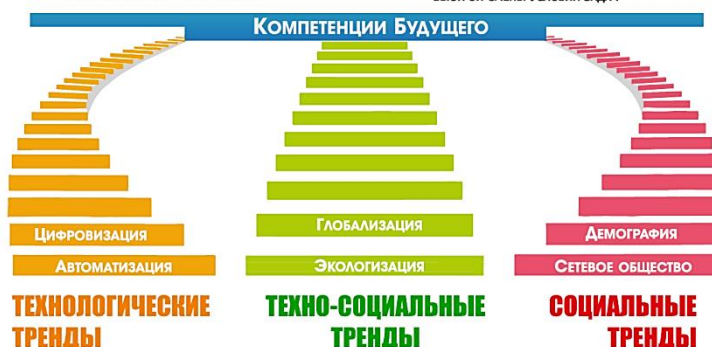 Компетенции Будущего
Цифровизация
Автоматизация
Глобализация
Экологизация
Демография
Сетевое общество
ТЕХНОЛОГИЧЕСКИЕ
ТРЕНДЫ
ТЕХНО-СОЦИАЛЬНЫЕ
ТРЕНДЫ
СОЦИАЛЬНЫЕ
ТРЕНДЫ